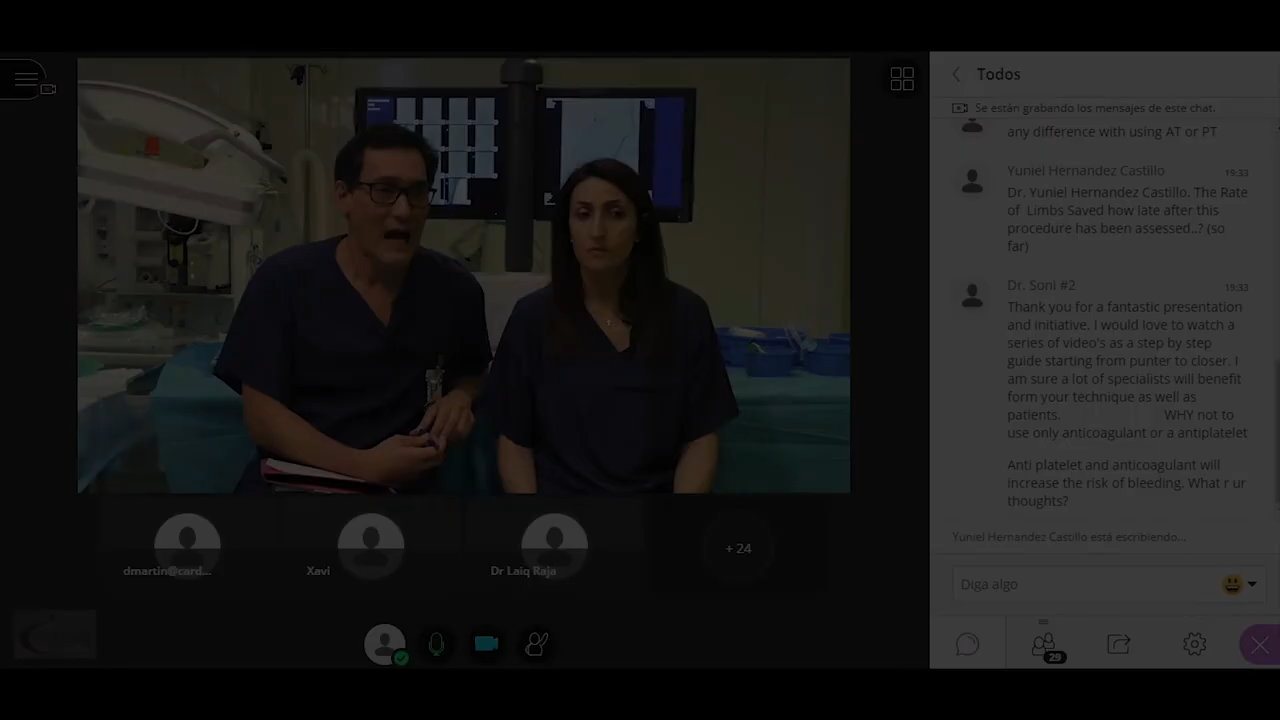 Todos
Se están grabando los mensajes de este chat.
any difference with using AT or PT
Yuniel Hernandez Castillo
19:33
Dr. Yuniel Hernandez Castillo. The Rate
of Limbs Saved how late after this
procedure has been assessed..? (so
far)
Dr. Soni #2
19:33
Thank you for a fantastic presentation
and initiative. I would love to watch a
series of video's as a step by step
guide starting from punter to closer. I
am sure a lot of specialists will benefit
form your technique as well as
patients. WHY not to
use only anticoagulant or a antiplatelet
Anti platelet and anticoagulant will
increase the risk of bleeding. What r ur
thoughts?
Yuniel Hernandez Castillo está escribiendo...
Diga algo
29
dmartin@card...
Xavi
Dr Laiq Raja
+ 24